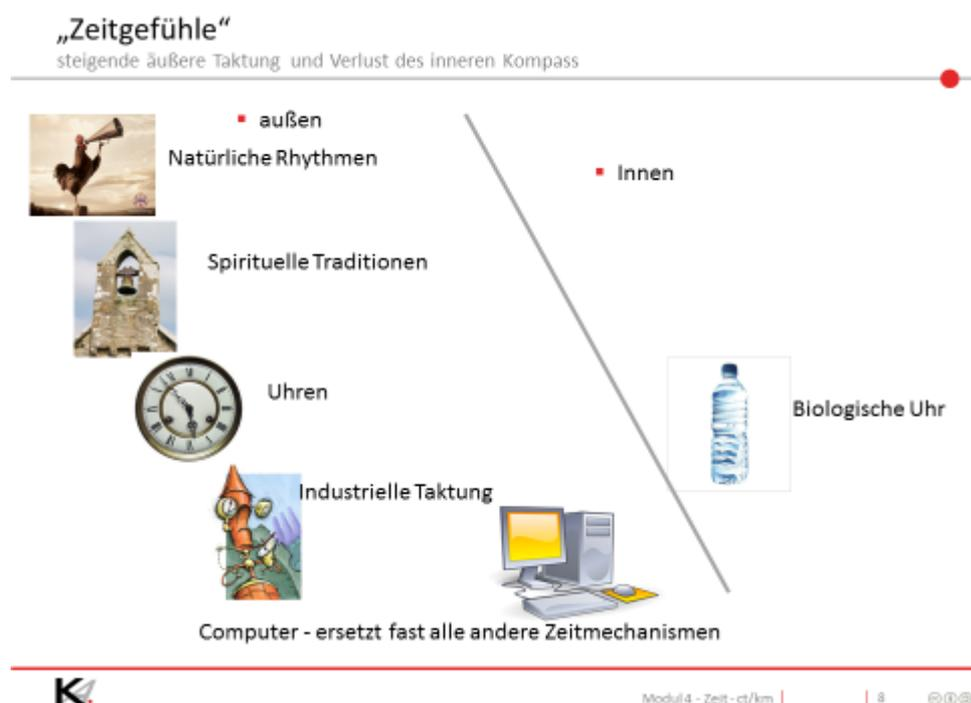 „Zeitgefühle“
steigende äußere Taktung und Verlust des inneren Kompass
außen
Natürliche Rhythmen
Innen
Spirituelle Traditionen
Uhren
Biologische Uhr
Industrielle Taktung
Computer - ersetzt fast alle andere Zeitmechanismen
K4.
Modul 4 - Zeit - ct/km | | 8